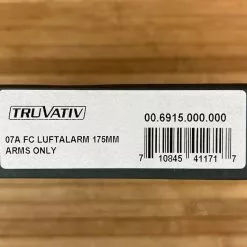 TRUVATIV
00.6915.000.000
07A FC LUFTALARM 175MM
ARMS ONLY
7 10845 41171 7